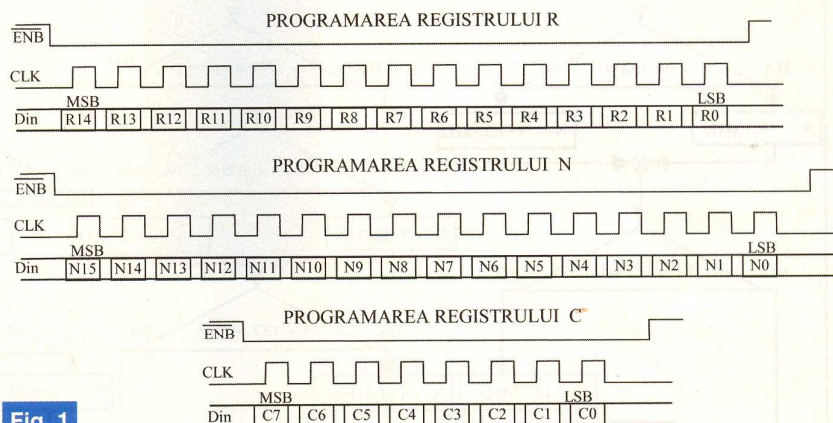 PROGRAMAREA REGISTRULUI R
ENB
CLK
MSB LSB
Din R14 R13 R12 R11 R10 R9 R8 R7 R6 R5 R4 R3 R2 R1 R0
PROGRAMAREA REGISTRULUI N
ENB
CLK
MSB LSB
Din N15 N14 N13 N12 N11 N10 N9 N8 N7 N6 N5 N4 N3 N2 N1 N0
PROGRAMAREA REGISTRULUI C
ENB
CLK
MSB LSB
Din C7 C6 C5 C4 C3 C2 C1 C0
Fig. 1